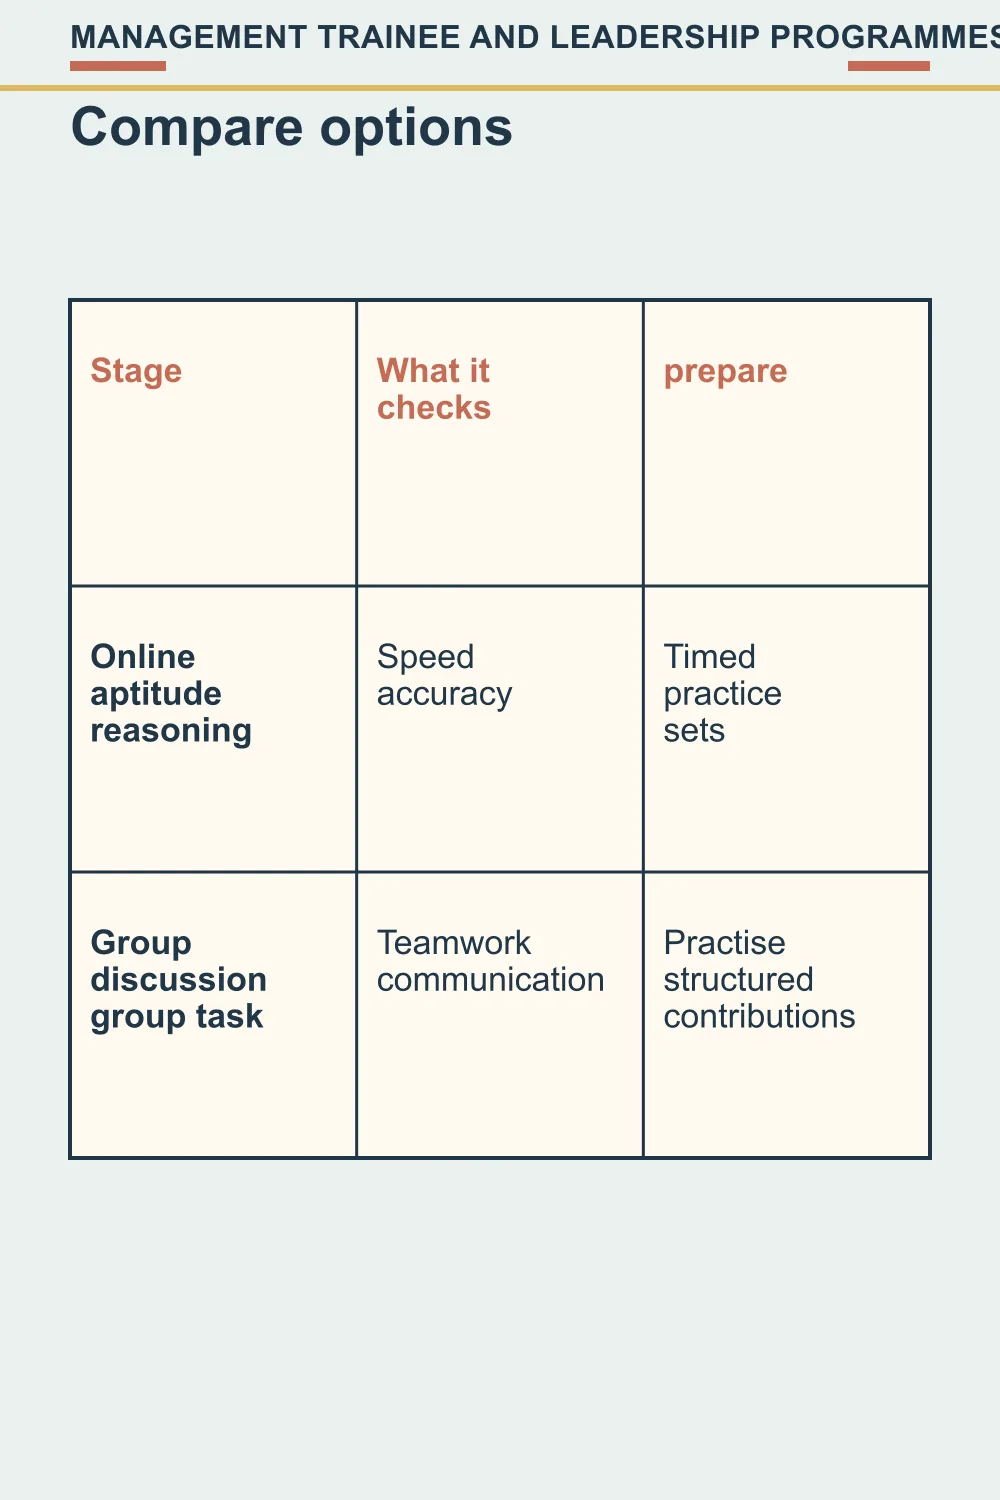 MANAGEMENT TRAINEE AND LEADERSHIP PROGRAMMES
Compare options
Stage
What it
checks
prepare
Online
aptitude
reasoning
Speed
accuracy
Timed
practice
sets
Group
discussion
group task
Teamwork
communication
Practise
structured
contributions